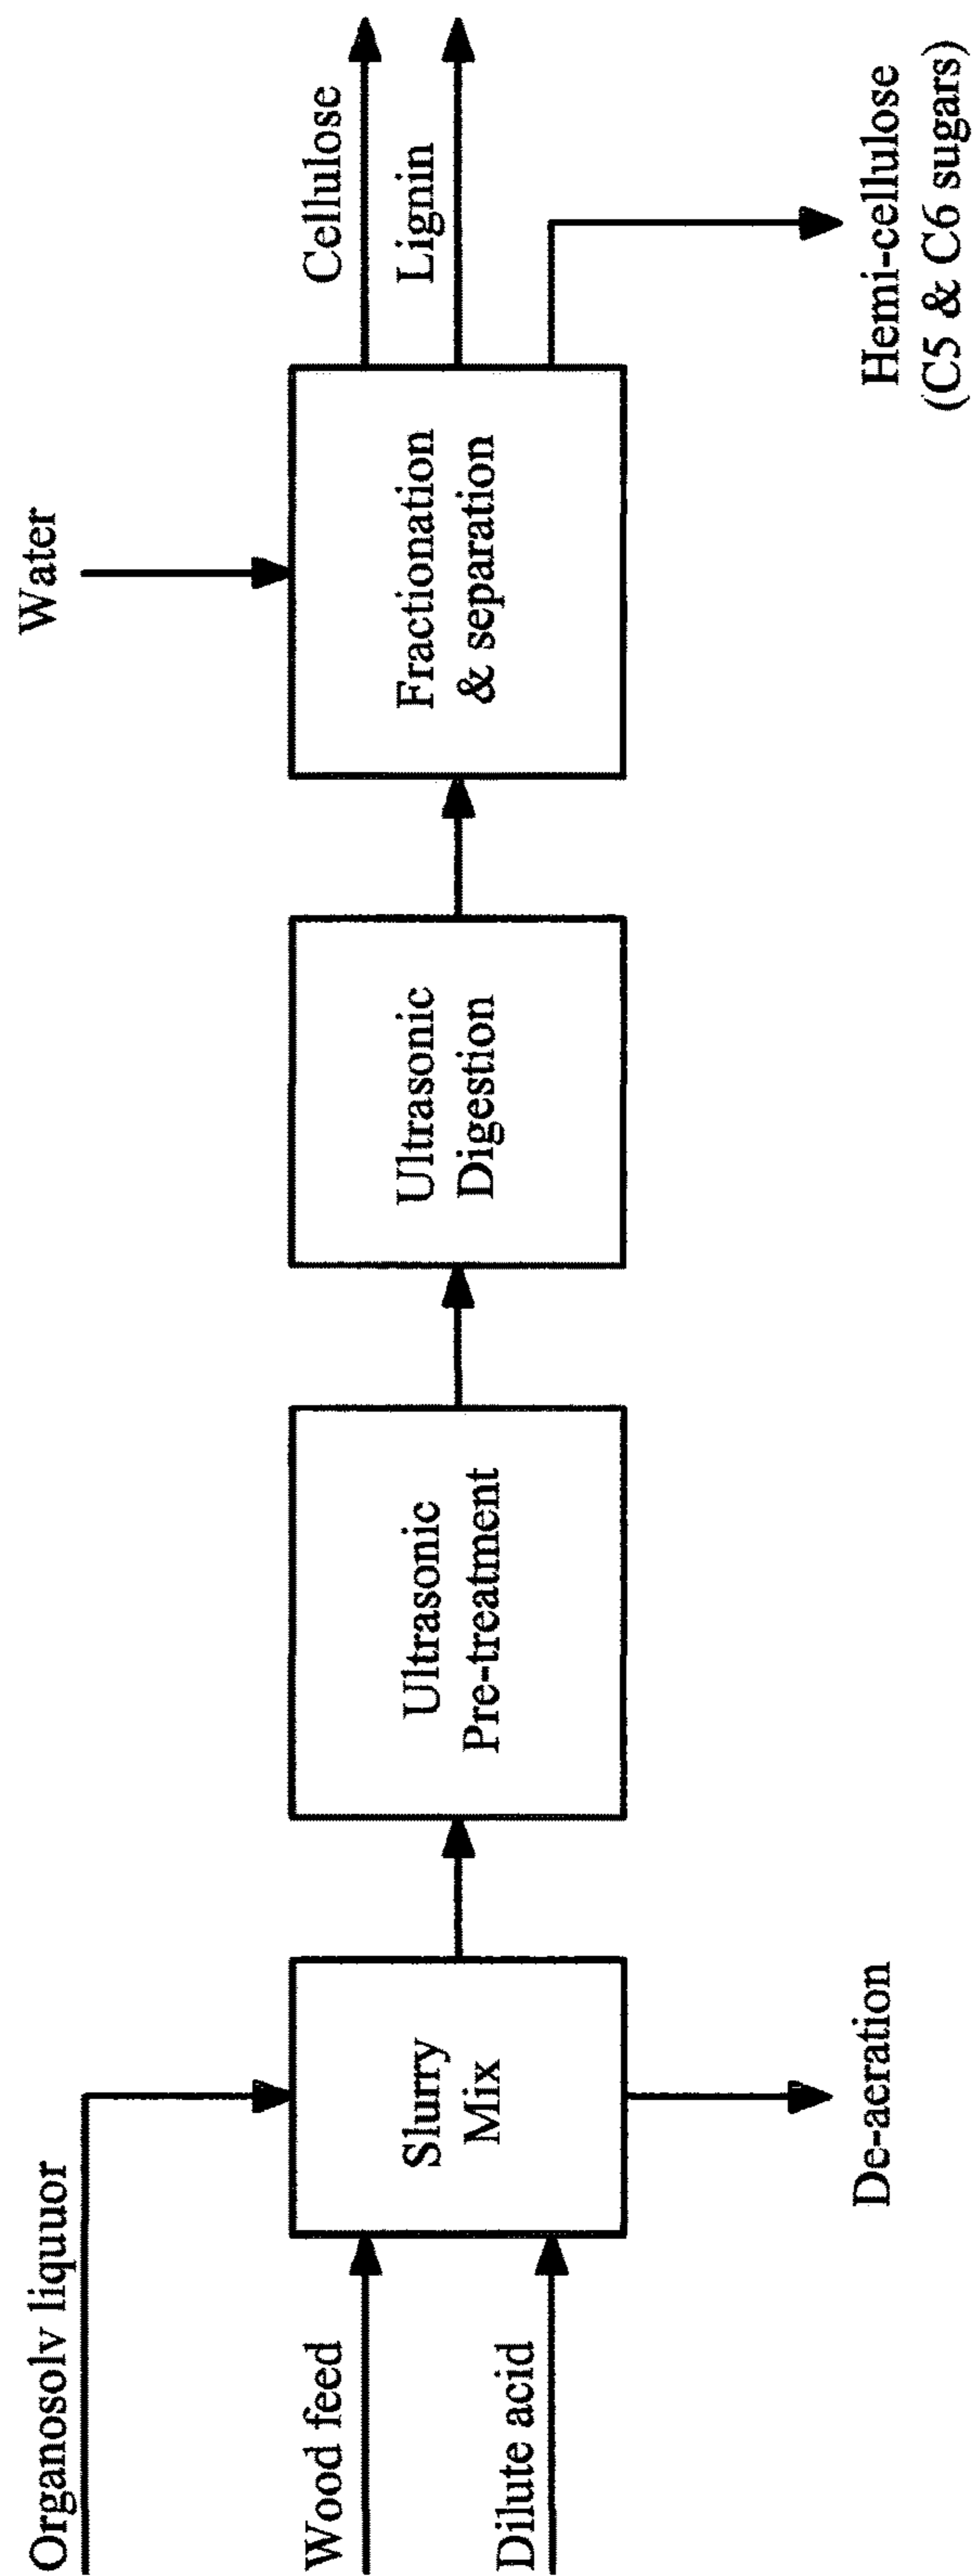 Organosolv liquor
Wood feed
Dilute acid
Slurry
Mix
De-aeration
Ultrasonic
Pre-treatment
Ultrasonic
Digestion
Water
Fractionation
& separation
Cellulose
Lignin
Hemi-cellulose
(C5 & C6 sugars)